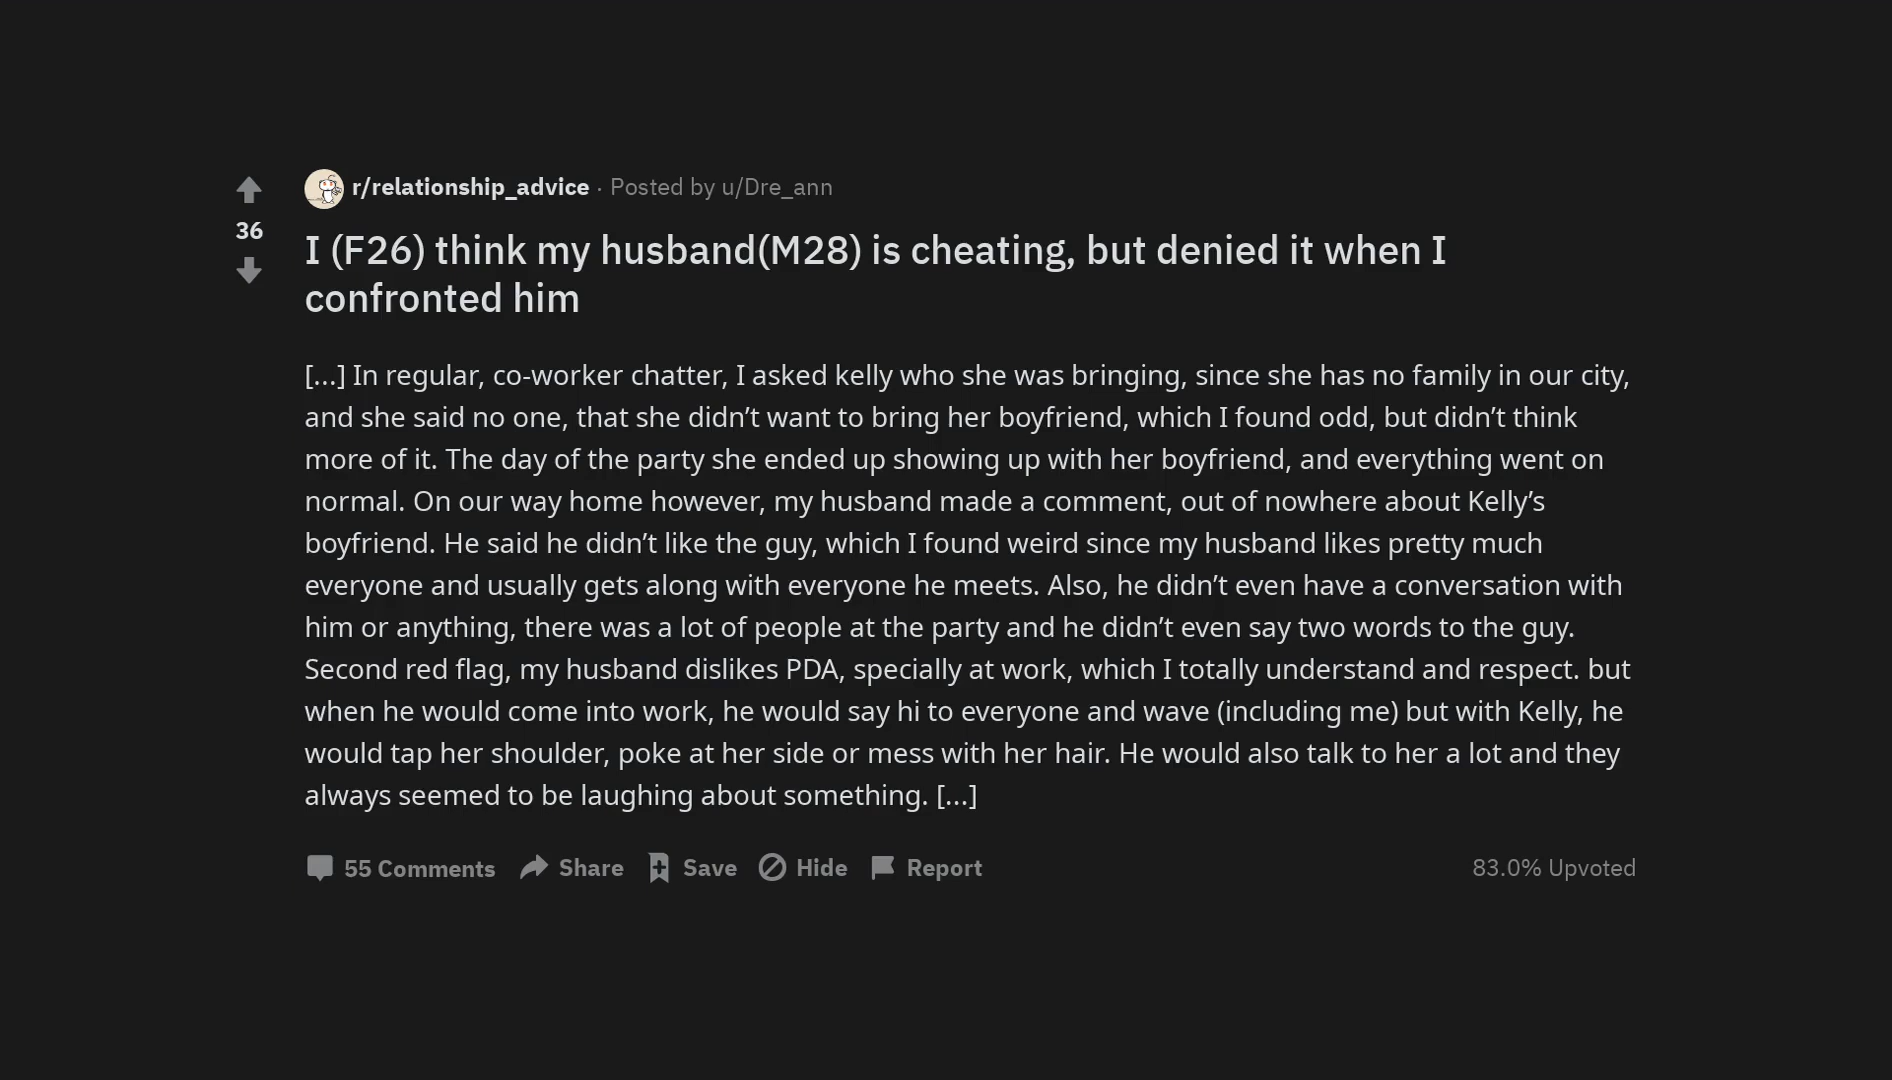 r/relationship_advice · Posted by u/Dre_ann
36
I (F26) think my husband(M28) is cheating, but denied it when I
confronted him
[...] In regular, co-worker chatter, I asked kelly who she was bringing, since she has no family in our city,
and she said no one, that she didn’t want to bring her boyfriend, which I found odd, but didn’t think
more of it. The day of the party she ended up showing up with her boyfriend, and everything went on
normal. On our way home however, my husband made a comment, out of nowhere about Kelly’s
boyfriend. He said he didn’t like the guy, which I found weird since my husband likes pretty much
everyone and usually gets along with everyone he meets. Also, he didn’t even have a conversation with
him or anything, there was a lot of people at the party and he didn’t even say two words to the guy.
Second red flag, my husband dislikes PDA, specially at work, which I totally understand and respect. but
when he would come into work, he would say hi to everyone and wave (including me) but with Kelly, he
would tap her shoulder, poke at her side or mess with her hair. He would also talk to her a lot and they
always seemed to be laughing about something. [...]
55 Comments Share Save Hide Report 83.0% Upvoted